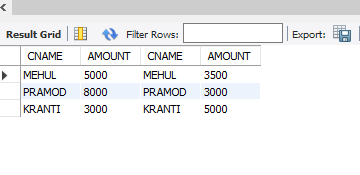 Result Grid Filter Rows: Export:
CNAME AMOUNT CNAME AMOUNT
MEHUL 5000 MEHUL 3500
PRAMOD 8000 PRAMOD 3000
KRANTI 3000 KRANTI 5000